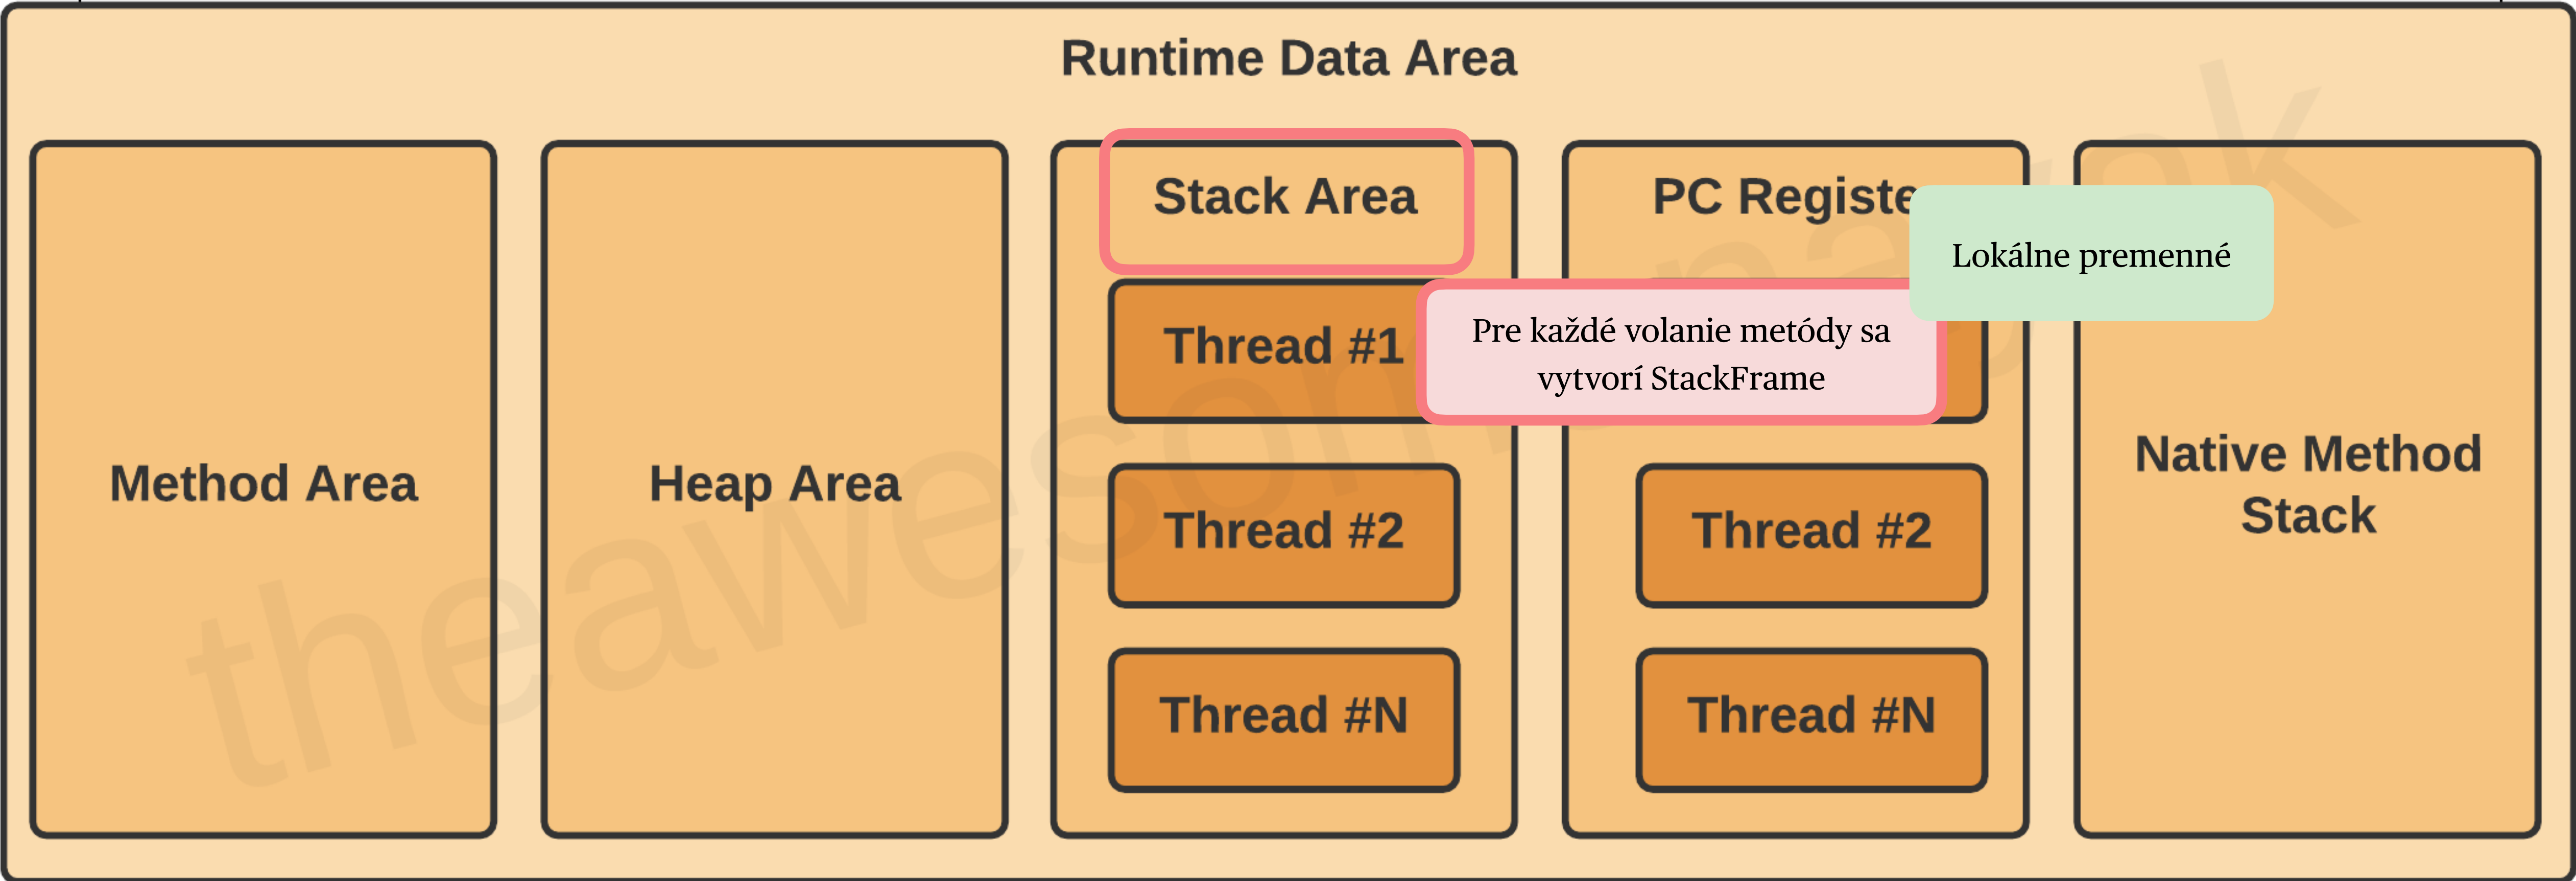 Runtime Data Area
Method Area
Heap Area
Stack Area
Thread #1
Thread #2
Thread #N
Pre každé volanie metódy sa
vytvorí StackFrame
PC Registe
Lokálne premenné
Thread #2
Thread #N
Native Method
Stack